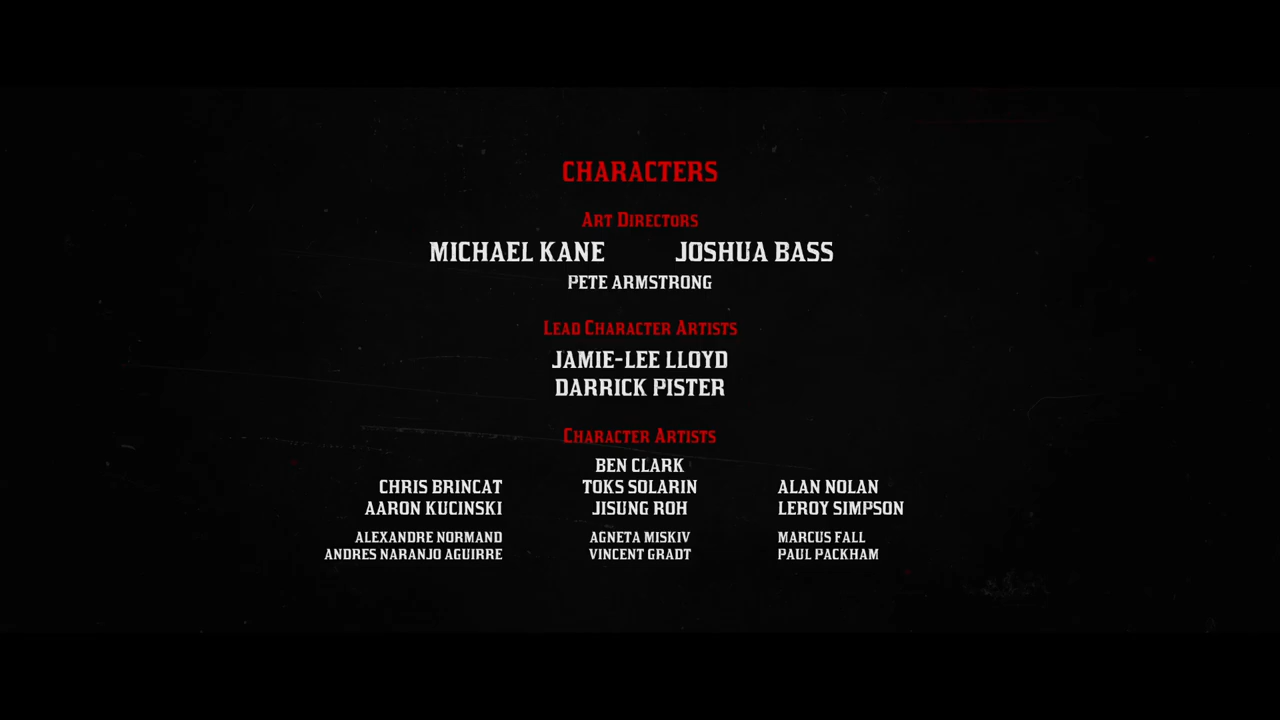 CHARACTERS
ART DIRECTORS
MICHAEL KANE JOSHUA BASS
PETE ARMSTRONG
LEAD CHARACTER ARTISTS
JAMIE-LEE LLOYD
DARRICK PISTER
CHARACTER ARTISTS
BEN CLARK
CHRIS BRINCAT TOKS SOLARIN ALAN NOLAN
AARON KUCINSKI JISUNG ROH LEROY SIMPSON
ALEXANDRE NORMAND AGNETA MISKIV MARCUS FALL
ANDRES NARANJO AGUIRRE VINCENT GRADT PAUL PACKHAM